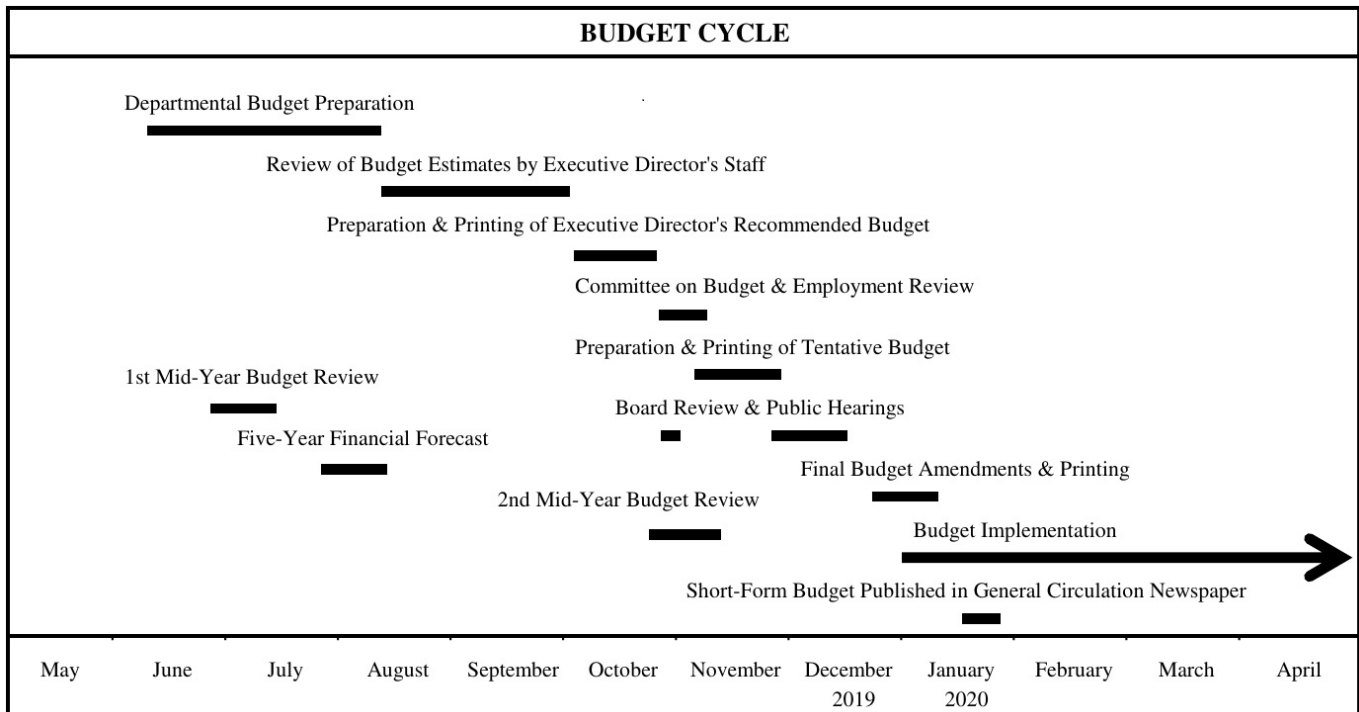 BUDGET CYCLE
Departmental Budget Preparation
Review of Budget Estimates by Executive Director's Staff
Preparation & Printing of Executive Director's Recommended Budget
Committee on Budget & Employment Review
Preparation & Printing of Tentative Budget
1st Mid-Year Budget Review
Board Review & Public Hearings
Five-Year Financial Forecast
Final Budget Amendments & Printing
2nd Mid-Year Budget Review
Budget Implementation
Short-Form Budget Published in General Circulation Newspaper
May June July August September October November December January February March April
2019 2020